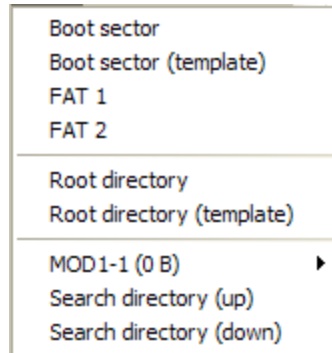 Boot sector
Boot sector (template)
FAT 1
FAT 2
Root directory
Root directory (template)
MOD1-1 (0 B)
Search directory (up)
Search directory (down)